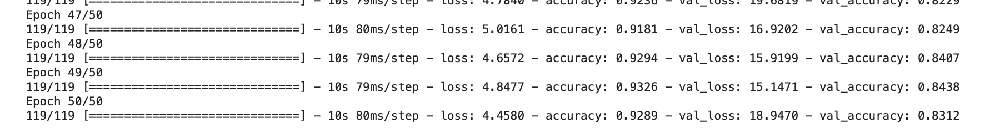 119/119 [==============================] - 10s 79ms/step - loss: 4.7840 - accuracy: 0.9236 - val_loss: 19.6819 - val_accuracy: 0.8229
Epoch 47/50
119/119 [==============================] - 10s 80ms/step - loss: 5.0161 - accuracy: 0.9181 - val_loss: 16.9202 - val_accuracy: 0.8249
Epoch 48/50
119/119 [==============================] - 10s 79ms/step - loss: 4.6572 - accuracy: 0.9294 - val_loss: 15.9199 - val_accuracy: 0.8407
Epoch 49/50
119/119 [==============================] - 10s 79ms/step - loss: 4.8477 - accuracy: 0.9326 - val_loss: 15.1471 - val_accuracy: 0.8438
Epoch 50/50
119/119 [==============================] - 10s 80ms/step - loss: 4.4580 - accuracy: 0.9289 - val_loss: 18.9470 - val_accuracy: 0.8312